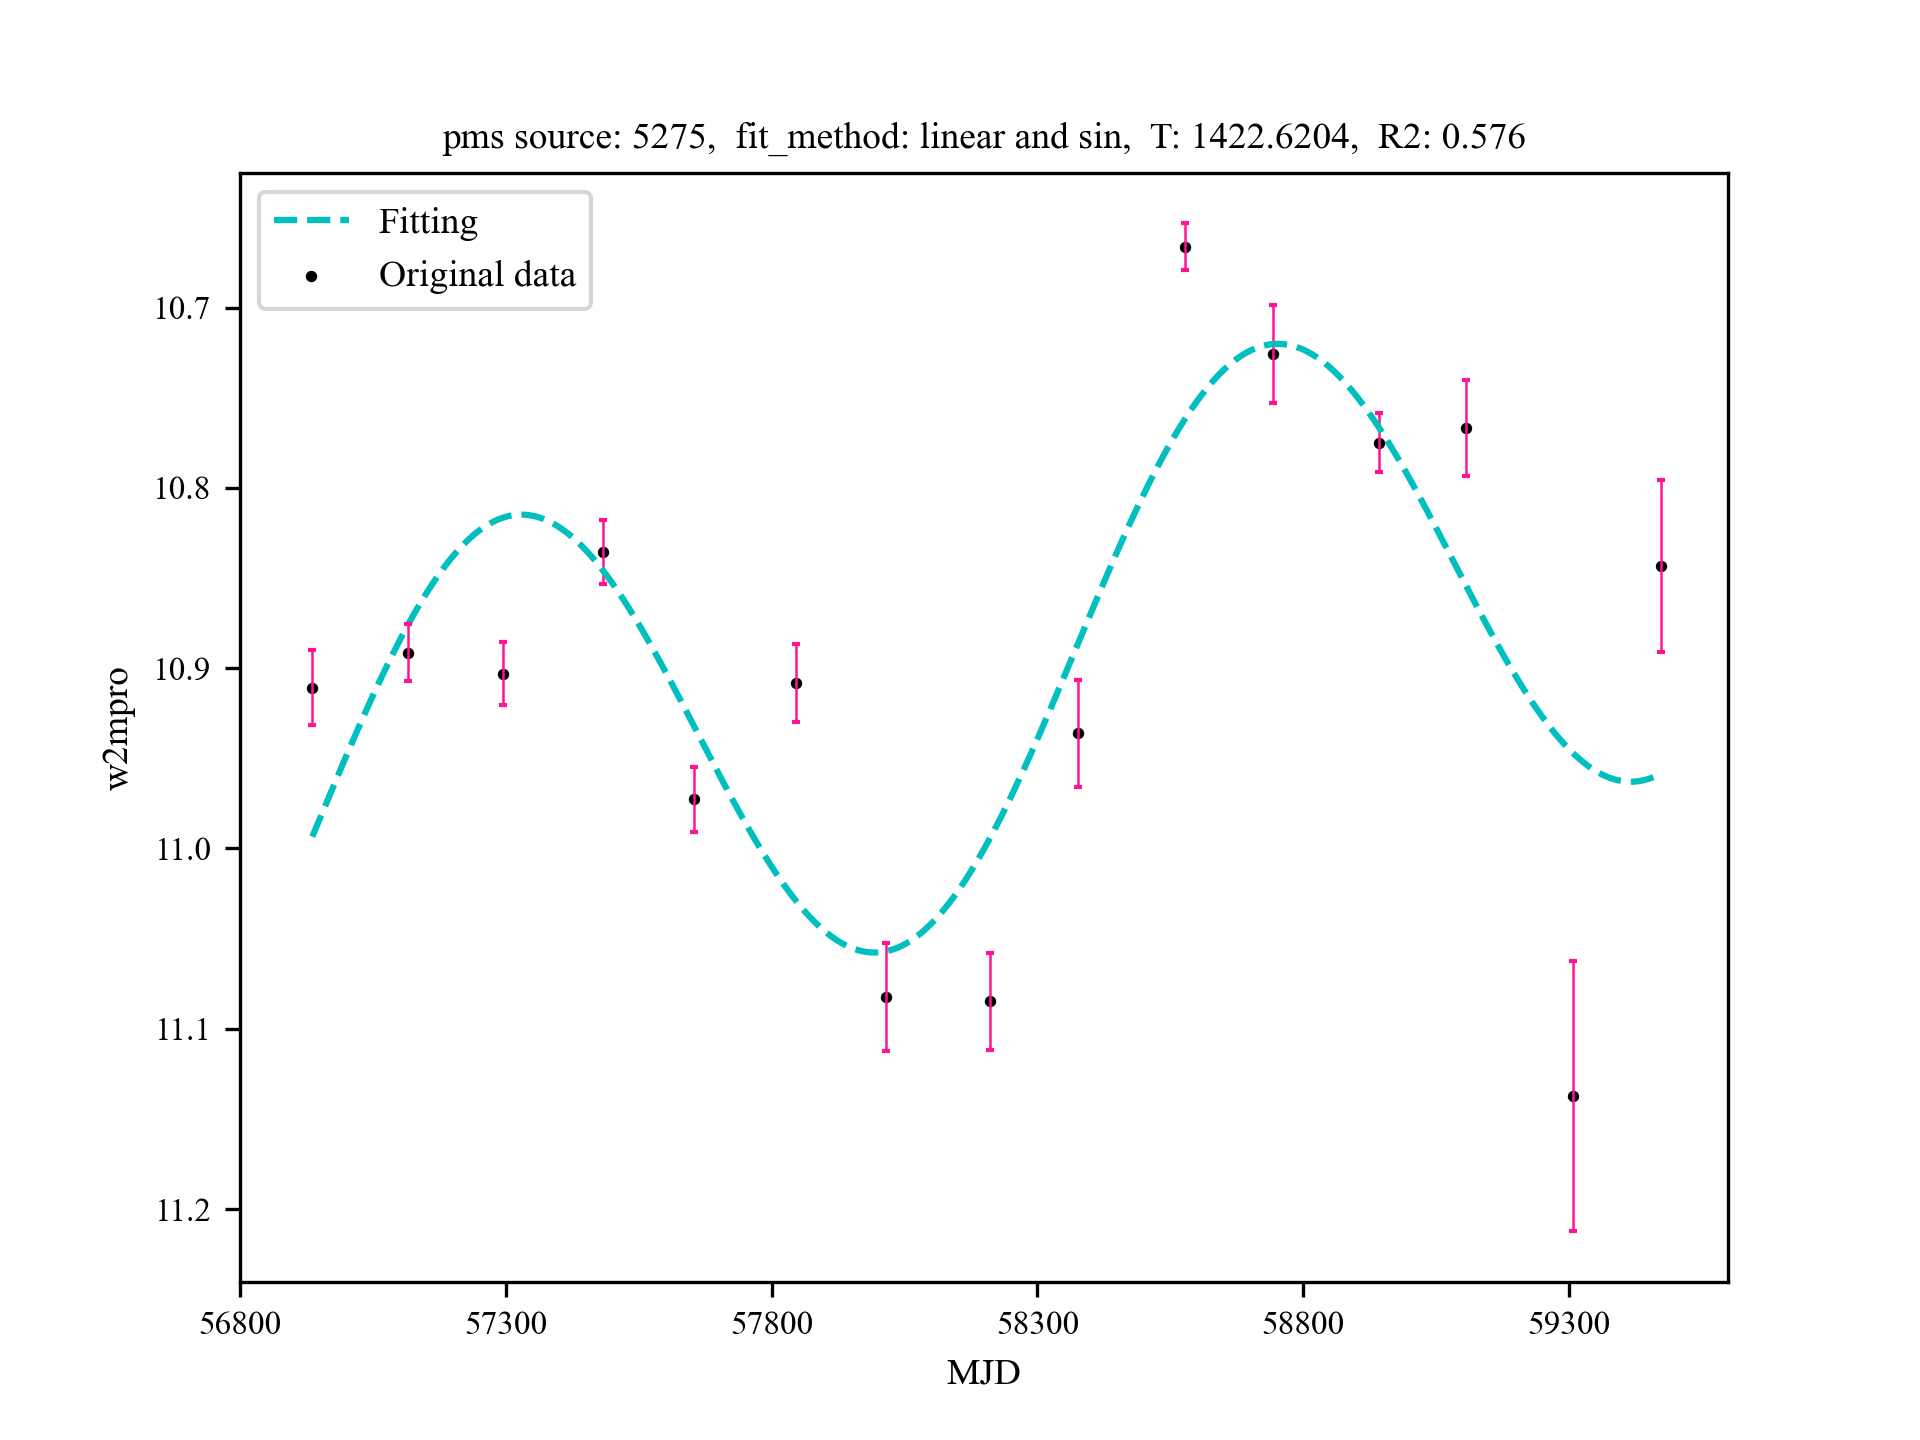 pms source: 5275,  fit_method: linear and sin,  T: 1422.6204,  R2: 0.576
Fitting
Original data
10.7
10.8
10.9
11.0
11.1
11.2
w2mpro
56800 57300 57800 58300 58800 59300
MJD